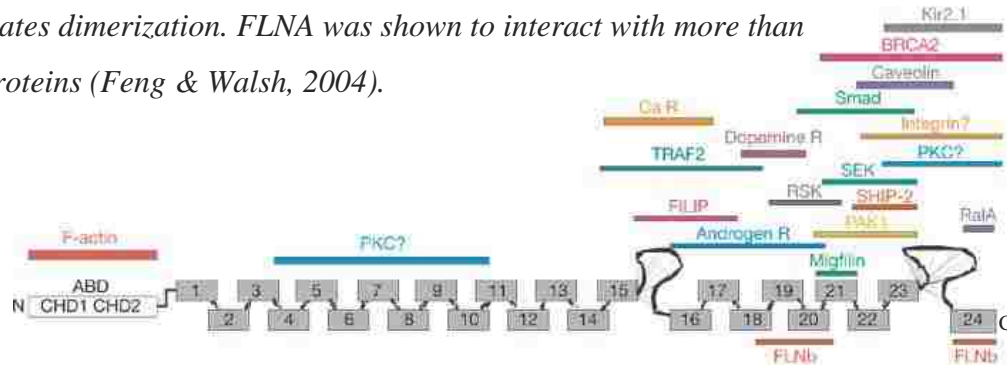 ates dimerization. FLNA was shown to interact with more than
roteins (Feng & Walsh, 2004).
Kir2.1
BRCA2
Caveolin
Smad
Ca R
Integrin?
Dopamine R
TRAF2
PKC?
SEK
RSK
SHIP-2
FILIP
RalA
PAK1
F-actin
PKC?
Androgen R
Migfilin
ABD
1 3 5 7 9 11 13 15 17 19 21 23
N CHD1 CHD2
2 4 6 8 10 12 14 16 18 20 22 24 C
FLNb FLNb